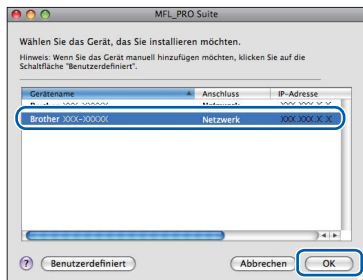 MFL_PRO Suite
Wählen Sie das Gerät, das Sie installieren möchten.
Hinweis: Wenn Sie das Gerät manuell hinzufügen möchten, klicken Sie auf die
Schaltfläche "Benutzerdefiniert".
Gerätename Anschluss IP-Adresse
Brother XXX-XXXXX Netzwerk XXX.XXX.X.X
? Benutzerdefiniert Abbrechen OK